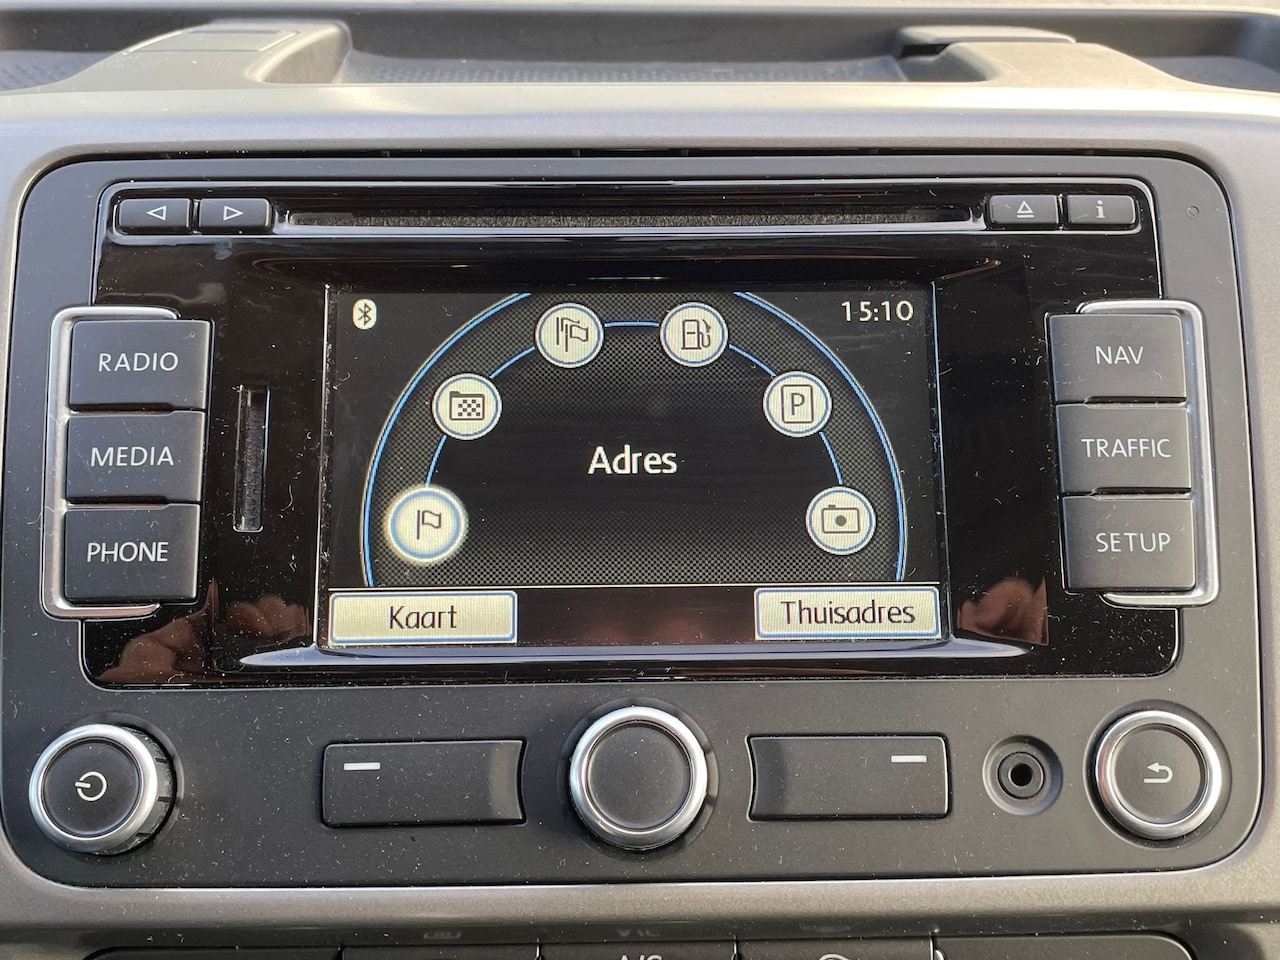 i
15:10
RADIO
NAV
P
MEDIA
TRAFFIC
Adres
PHONE
SETUP
Kaart
Thuisadres